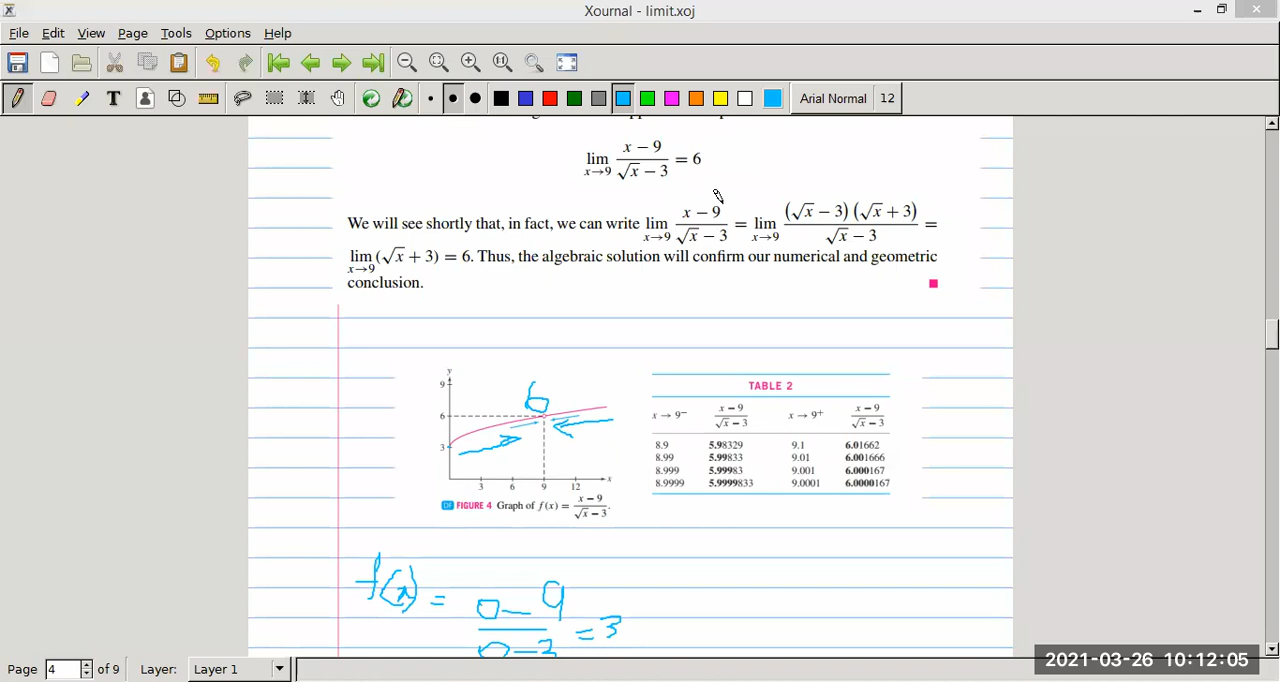 Xournal - limit.xoj
File Edit View Page Tools Options Help
Arial Normal 12
lim x→9 (x − 9)/(√x − 3) = 6
We will see shortly that, in fact, we can write lim x→9 (x − 9)/(√x − 3) = lim x→9 (√x − 3)(√x + 3)/(√x − 3) =
lim x→9 (√x + 3) = 6. Thus, the algebraic solution will confirm our numerical and geometric
conclusion.
y
9
6
3
3 6 9 12 x
6
FIGURE 4 Graph of f(x) = (x − 9)/(√x − 3).
TABLE 2
x → 9− (x − 9)/(√x − 3) x → 9+ (x − 9)/(√x − 3)
8.9 5.98329 9.1 6.01662
8.99 5.99833 9.01 6.001666
8.999 5.99983 9.001 6.000167
8.9999 5.9999833 9.0001 6.0000167
f(x) = (0 − 9)/(0 − 3) = 3
Page 4 of 9 Layer: Layer 1
2021-03-26 10:12:05